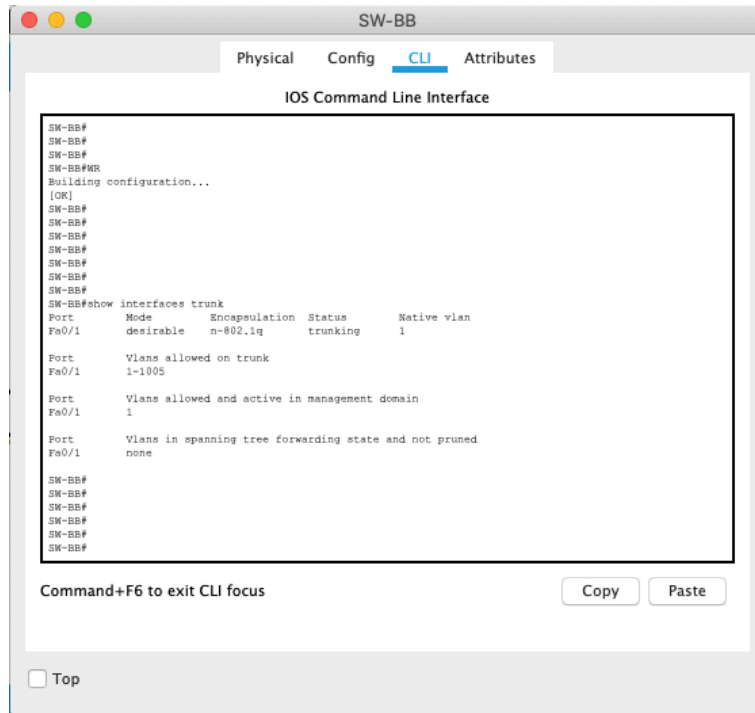 SW-BB
Physical Config CLI Attributes
IOS Command Line Interface
SW-BB#
SW-BB#
SW-BB#
SW-BB#WR
Building configuration...
[OK]
SW-BB#
SW-BB#
SW-BB#
SW-BB#
SW-BB#
SW-BB#
SW-BB#
SW-BB#show interfaces trunk
Port Mode Encapsulation Status Native vlan
Fa0/1 desirable n-802.1q trunking 1
Port Vlans allowed on trunk
Fa0/1 1-1005
Port Vlans allowed and active in management domain
Fa0/1 1
Port Vlans in spanning tree forwarding state and not pruned
Fa0/1 none
SW-BB#
SW-BB#
SW-BB#
SW-BB#
SW-BB#
SW-BB#
Command+F6 to exit CLI focus Copy Paste
Top